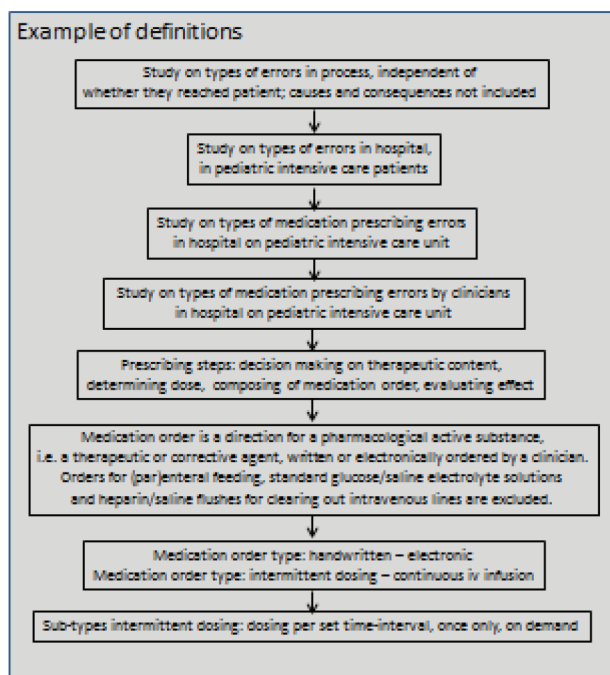 Example of definitions
Study on types of errors in process, independent of
whether they reached patient; causes and consequences not included
Study on types of errors in hospital,
in pediatric intensive care patients
Study on types of medication prescribing errors
in hospital on pediatric intensive care unit
Study on types of medication prescribing errors by clinicians
in hospital on pediatric intensive care unit
Prescribing steps: decision making on therapeutic content,
determining dose, composing of medication order, evaluating effect
Medication order is a direction for a pharmacological active substance,
i.e. a therapeutic or corrective agent, written or electronically ordered by a clinician.
Orders for (par)enteral feeding, standard glucose/saline electrolyte solutions
and heparin/saline flushes for clearing out intravenous lines are excluded.
Medication order type: handwritten – electronic
Medication order type: intermittent dosing – continuous iv infusion
Sub-types intermittent dosing: dosing per set time-interval, once only, on demand